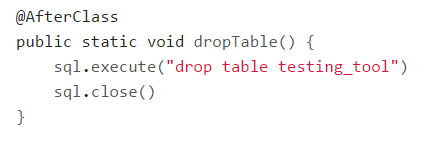 @AfterClass
public static void dropTable() {
    sql.execute("drop table testing_tool")
    sql.close()
}